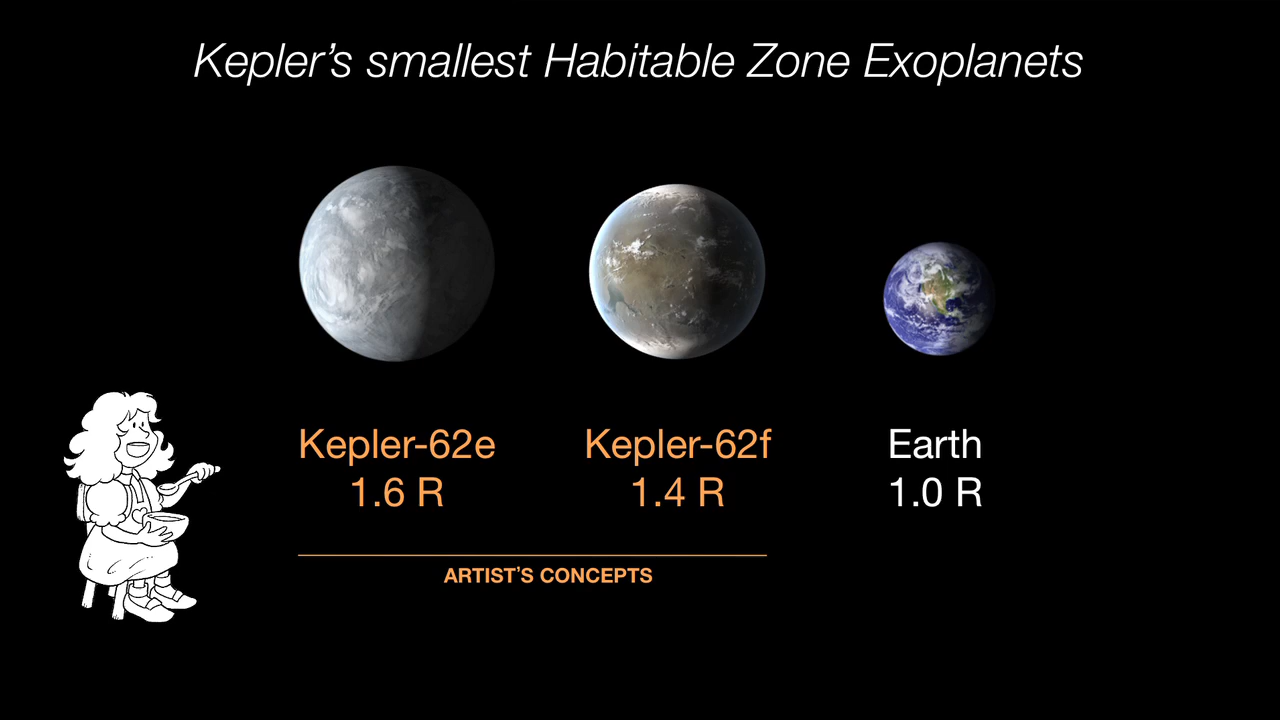 Kepler’s smallest Habitable Zone Exoplanets
Kepler-62e
1.6 R
Kepler-62f
1.4 R
Earth
1.0 R
ARTIST’S CONCEPTS